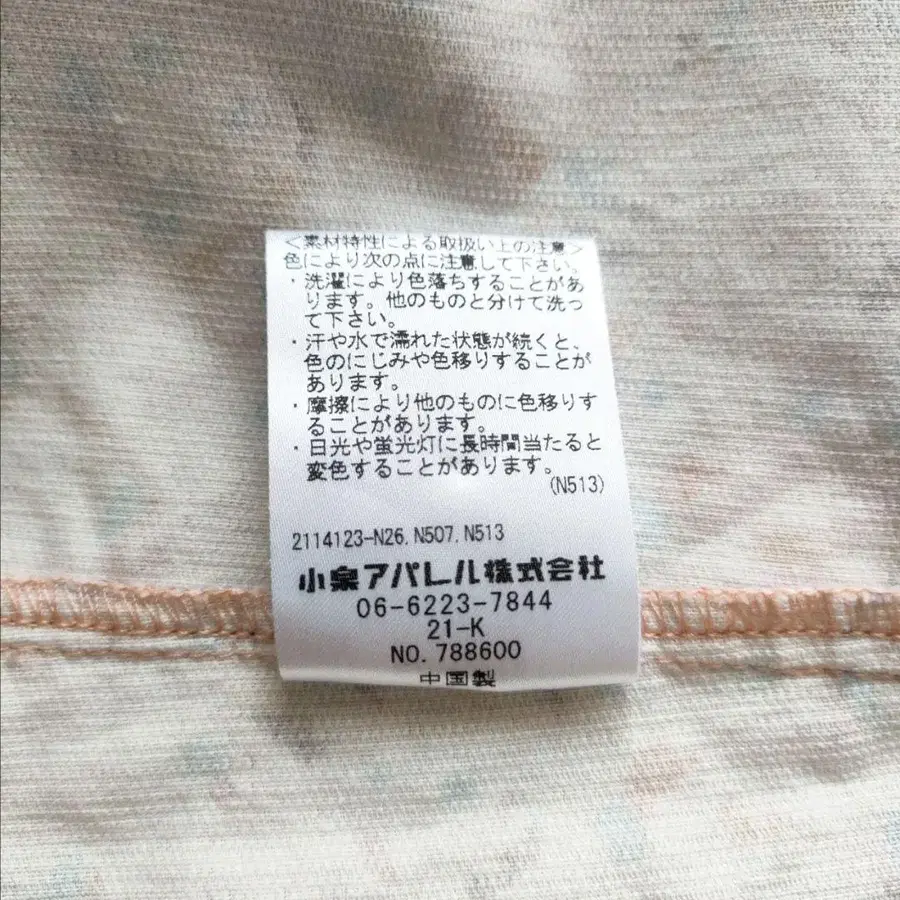 <素材特性による取扱い上の注意>
色により次の点に注意して下さい。
・洗濯により色落ちすることがあ
ります。他のものと分けて洗っ
て下さい。
・汗や水で濡れた状態が続くと、
色のにじみや色移りすることが
あります。
・摩擦により他のものに色移りす
ることがあります。
・日光や蛍光灯に長時間当たると
変色することがあります。
(N513)
2114123-N26,N507,N513
小泉アパレル株式会社
06-6223-7844
21-K
NO.788600
中国製